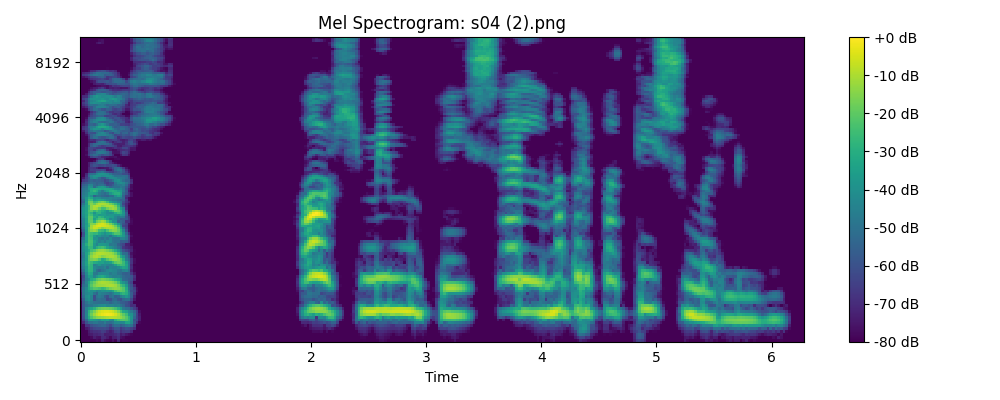 Mel Spectrogram: s04 (2).png
Hz
8192
4096
2048
1024
512
0
0 1 2 3 4 5 6
Time
+0 dB
-10 dB
-20 dB
-30 dB
-40 dB
-50 dB
-60 dB
-70 dB
-80 dB